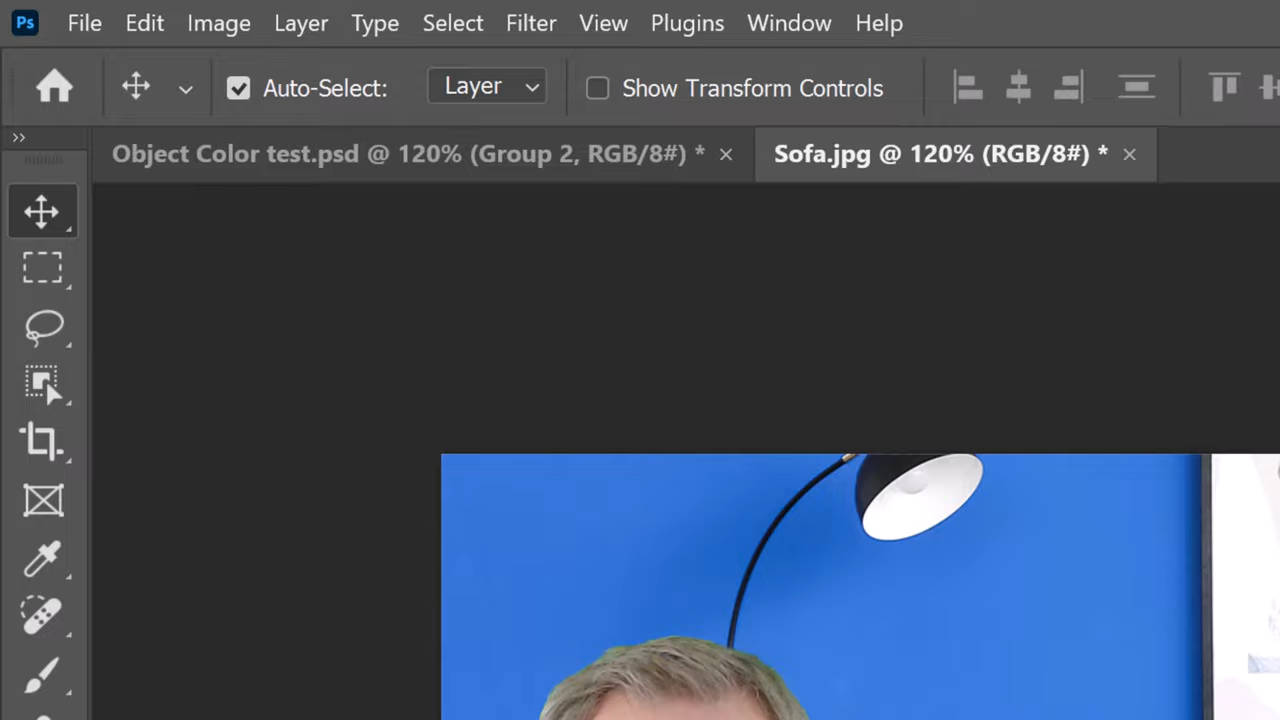 Ps File Edit Image Layer Type Select Filter View Plugins Window Help
Auto-Select: Layer Show Transform Controls
Object Color test.psd @ 120% (Group 2, RGB/8#) * × Sofa.jpg @ 120% (RGB/8#) * ×